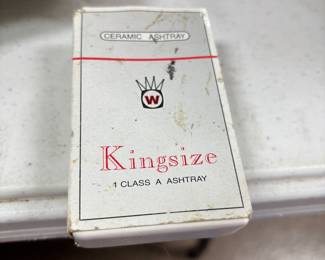 CERAMIC ASHTRAY
W
Kingsize
1 CLASS A ASHTRAY